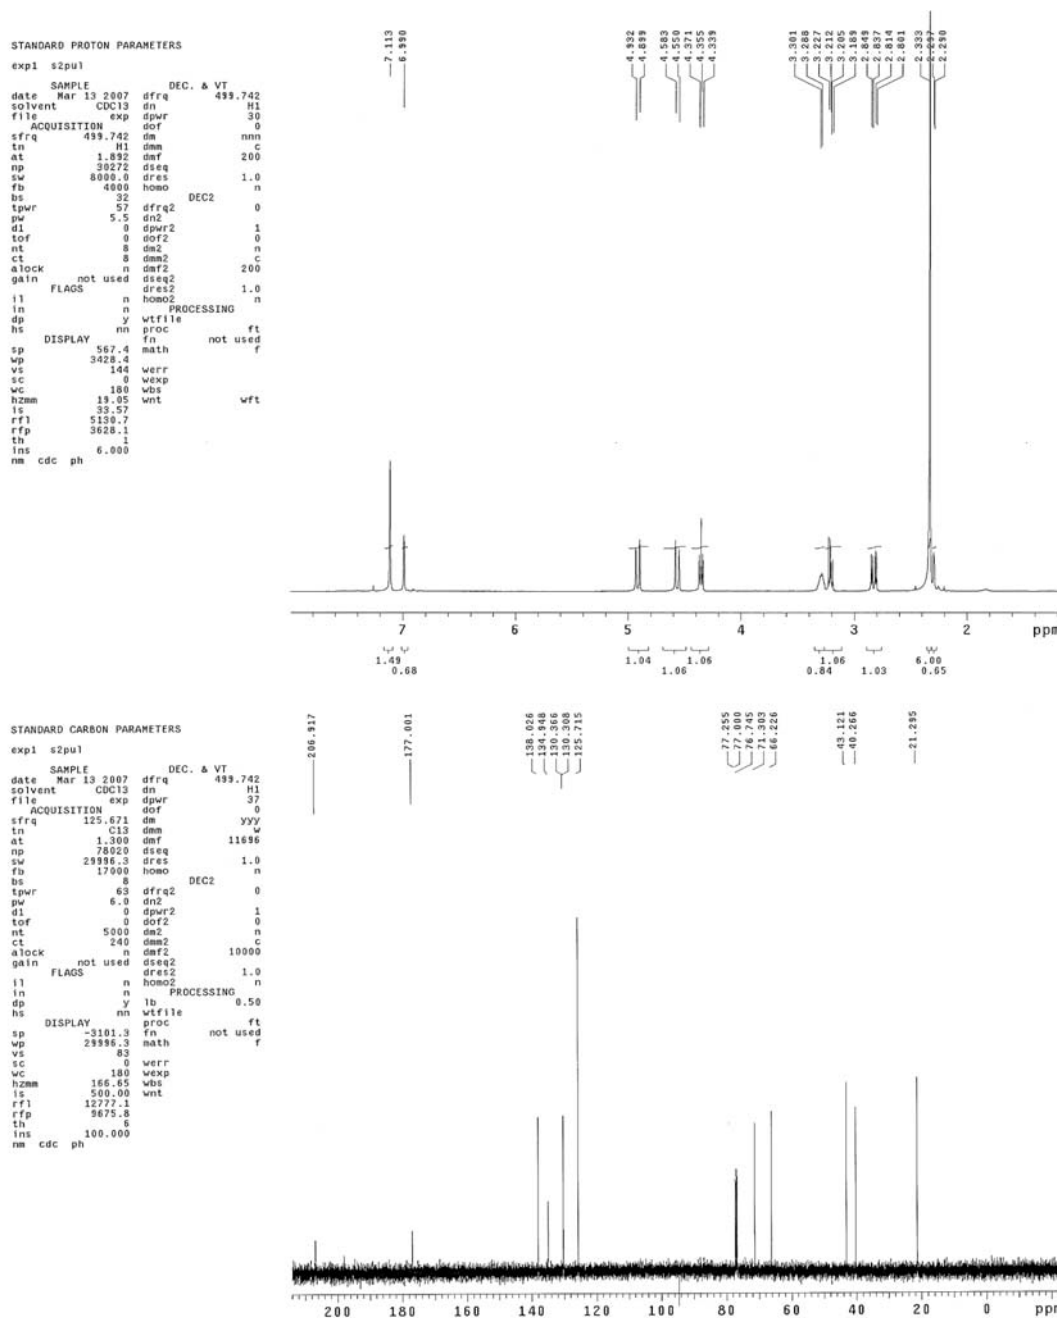 STANDARD PROTON PARAMETERS
exp1 s2pul
SAMPLE DEC. & VT
date Mar 13 2007 dfrq 499.742
solvent CDCl3 dn H1
file exp dpwr 30
ACQUISITION dof 0
sfrq 499.742 dm nnn
tn H1 dmm c
at 1.892 dmf 200
np 30272 dseq
sw 8000.0 dres 1.0
fb 4000 homo n
bs 32 DEC2
tpwr 57 dfrq2 0
pw 5.5 dn2
d1 0 dpwr2 1
tof 0 dof2 0
nt 8 dm2 n
ct 8 dmm2 c
alock n dmf2 200
gain not used dseq2
FLAGS dres2 1.0
il n homo2 n
in n PROCESSING
dp y wtfile
hs nn proc ft
DISPLAY fn not used
sp 567.4 math f
wp 3428.4
vs 144 werr
sc 0 wexp
wc 180 wbs
hzmm 19.05 wnt wft
is 33.57
rfl 5130.7
rfp 3628.1
th 1
ins 6.000
nm cdc ph
7.113
6.990
4.932
4.899
4.583
4.550
4.371
4.355
4.339
3.301
3.288
3.227
3.212
3.205
3.189
2.849
2.837
2.814
2.801
2.333
2.297
2.290
7 6 5 4 3 2 ppm
1.49 1.04 1.06 1.06 6.00
0.68 1.06 0.84 1.03 0.65
STANDARD CARBON PARAMETERS
exp1 s2pul
SAMPLE DEC. & VT
date Mar 13 2007 dfrq 499.742
solvent CDCl3 dn H1
file exp dpwr 37
ACQUISITION dof 0
sfrq 125.671 dm yyy
tn C13 dmm w
at 1.300 dmf 11696
np 78020 dseq
sw 29996.3 dres 1.0
fb 17000 homo n
bs 8 DEC2
tpwr 63 dfrq2 0
pw 6.0 dn2
d1 0 dpwr2 1
tof 0 dof2 0
nt 5000 dm2 n
ct 240 dmm2 c
alock n dmf2 10000
gain not used dseq2
FLAGS dres2 1.0
il n homo2 n
in n PROCESSING
dp y lb 0.50
hs nn wtfile
DISPLAY proc ft
sp -3101.3 fn not used
wp 29996.3 math f
vs 83
sc 0 werr
wc 180 wexp
hzmm 166.65 wbs
is 500.00 wnt
rfl 12777.1
rfp 9675.8
th 6
ins 100.000
nm cdc ph
206.917
177.001
138.026
134.948
130.366
130.308
125.715
77.255
77.000
76.745
71.303
66.226
43.121
40.266
21.295
200 180 160 140 120 100 80 60 40 20 0 ppm